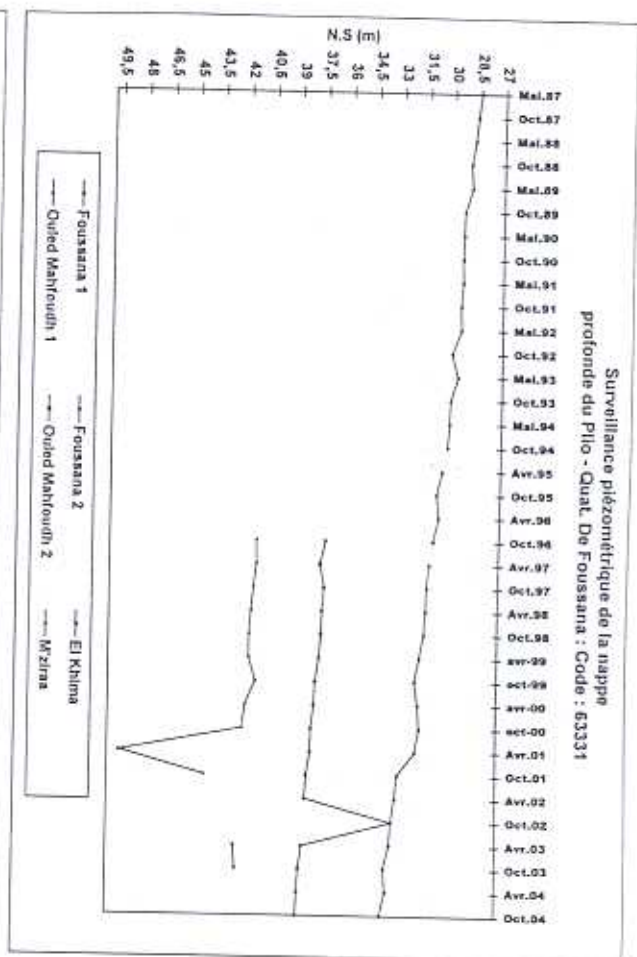 Surveillance piézométrique de la nappe
profonde du Plio - Quat. De Foussana : Code : 63331
Mai.87
Oct.87
Mai.88
Oct.88
Mai.89
Oct.89
Mai.90
Oct.90
Mai.91
Oct.91
Mai.92
Oct.92
Mai.93
Oct.93
Mai.94
Oct.94
Avr.95
Oct.95
Avr.96
Oct.96
Avr.97
Oct.97
Avr.98
Oct.98
avr-99
oct-99
avr-00
oct-00
Avr.01
Oct.01
Avr.02
Oct.02
Avr.03
Oct.03
Avr.04
Oct.04
N.S (m)
27
28,5
30
31,5
33
34,5
36
37,5
39
40,5
42
43,5
45
46,5
48
49,5
Foussana 1
Foussana 2
El Khima
Ouled Mahfoudh 1
Ouled Mahfoudh 2
M'ziraa